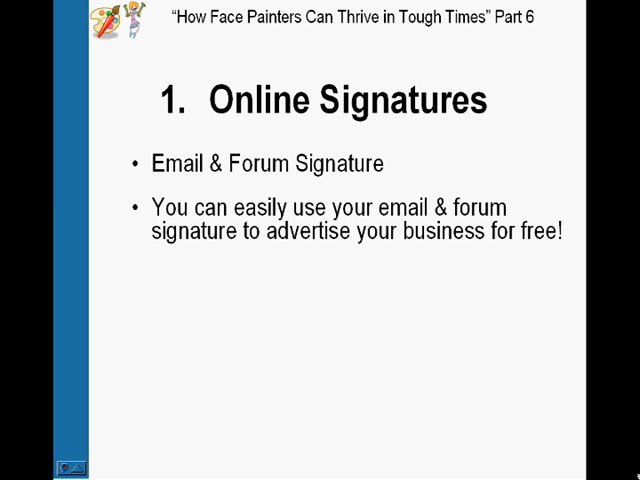 “How Face Painters Can Thrive in Tough Times” Part 6
1. Online Signatures
• Email & Forum Signature
• You can easily use your email & forum
signature to advertise your business for free!